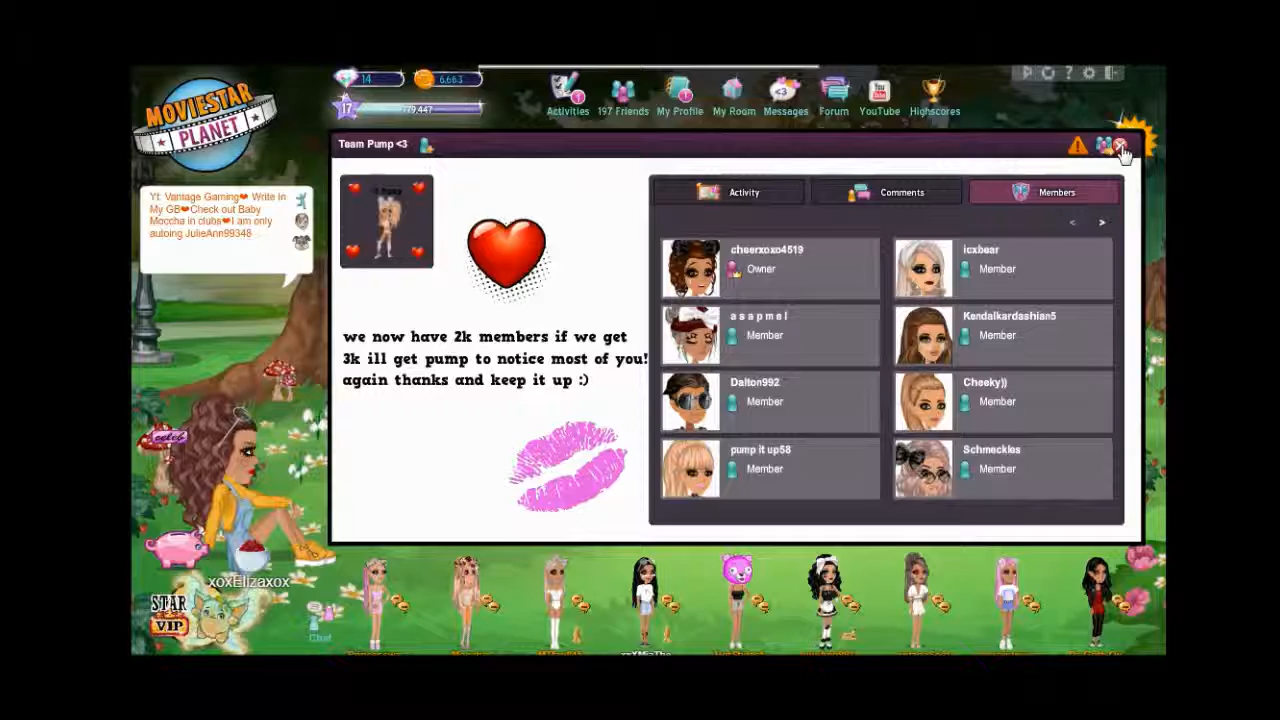 MOVIESTAR
PLANET
14
6,663
17
779,447
Activities
197 Friends
My Profile
My Room
Messages
Forum
YouTube
Highscores
Team Pump <3
Yt: Vantage Gaming❤ Write In
My GB❤Check out Baby
Moccha in clubs❤I am only
autoing JulieAnn99348
we now have 2k members if we get
3k ill get pump to notice most of you!
again thanks and keep it up :)
Activity
Comments
Members
< >
cheerxoxo4519
Owner
icxbear
Member
a s a p m e l
Member
Kendalkardashian5
Member
Dalton992
Member
Cheeky))
Member
pump it up58
Member
Schmeckles
Member
celeb
xoxElizaxox
STAR
VIP
Chat